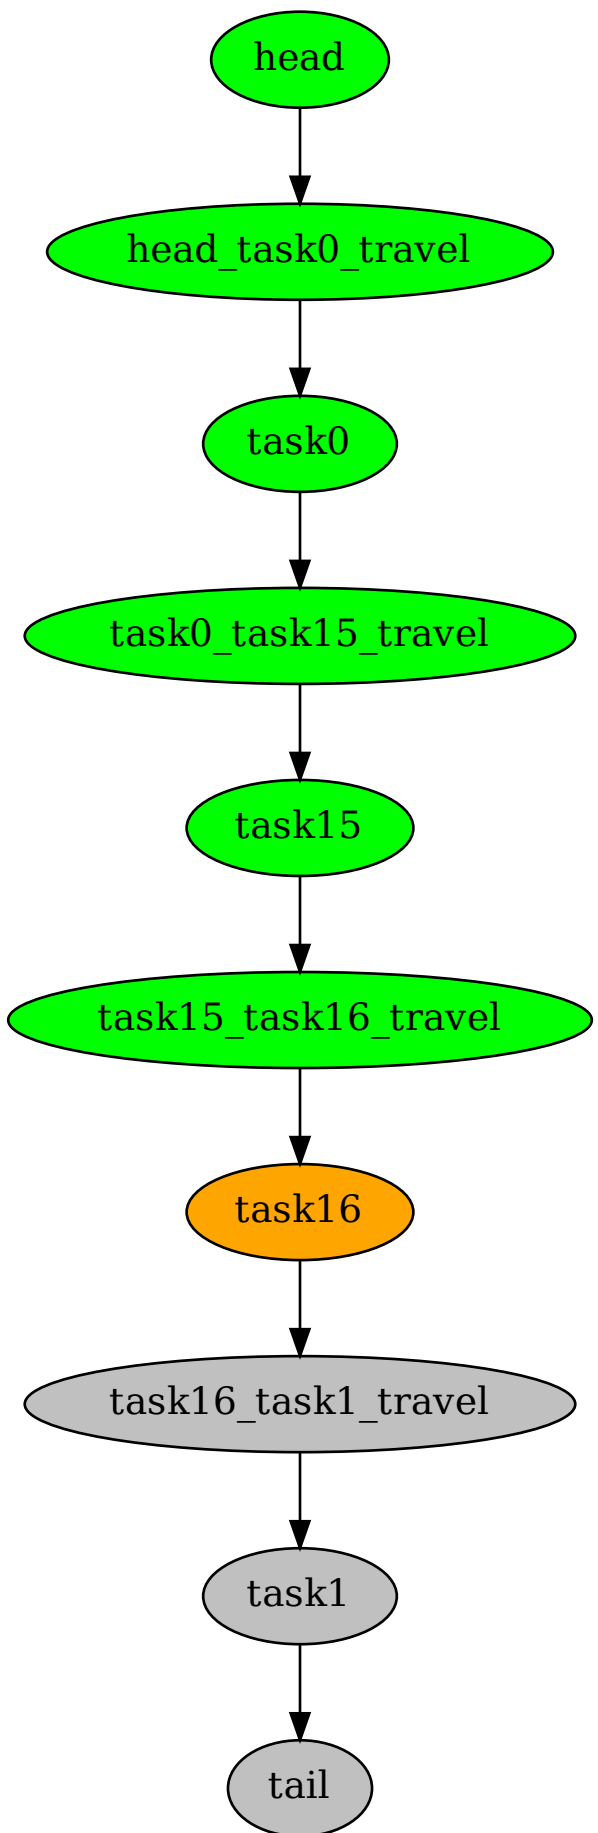 head
head_task0_travel
task0
task0_task15_travel
task15
task15_task16_travel
task16
task16_task1_travel
task1
tail